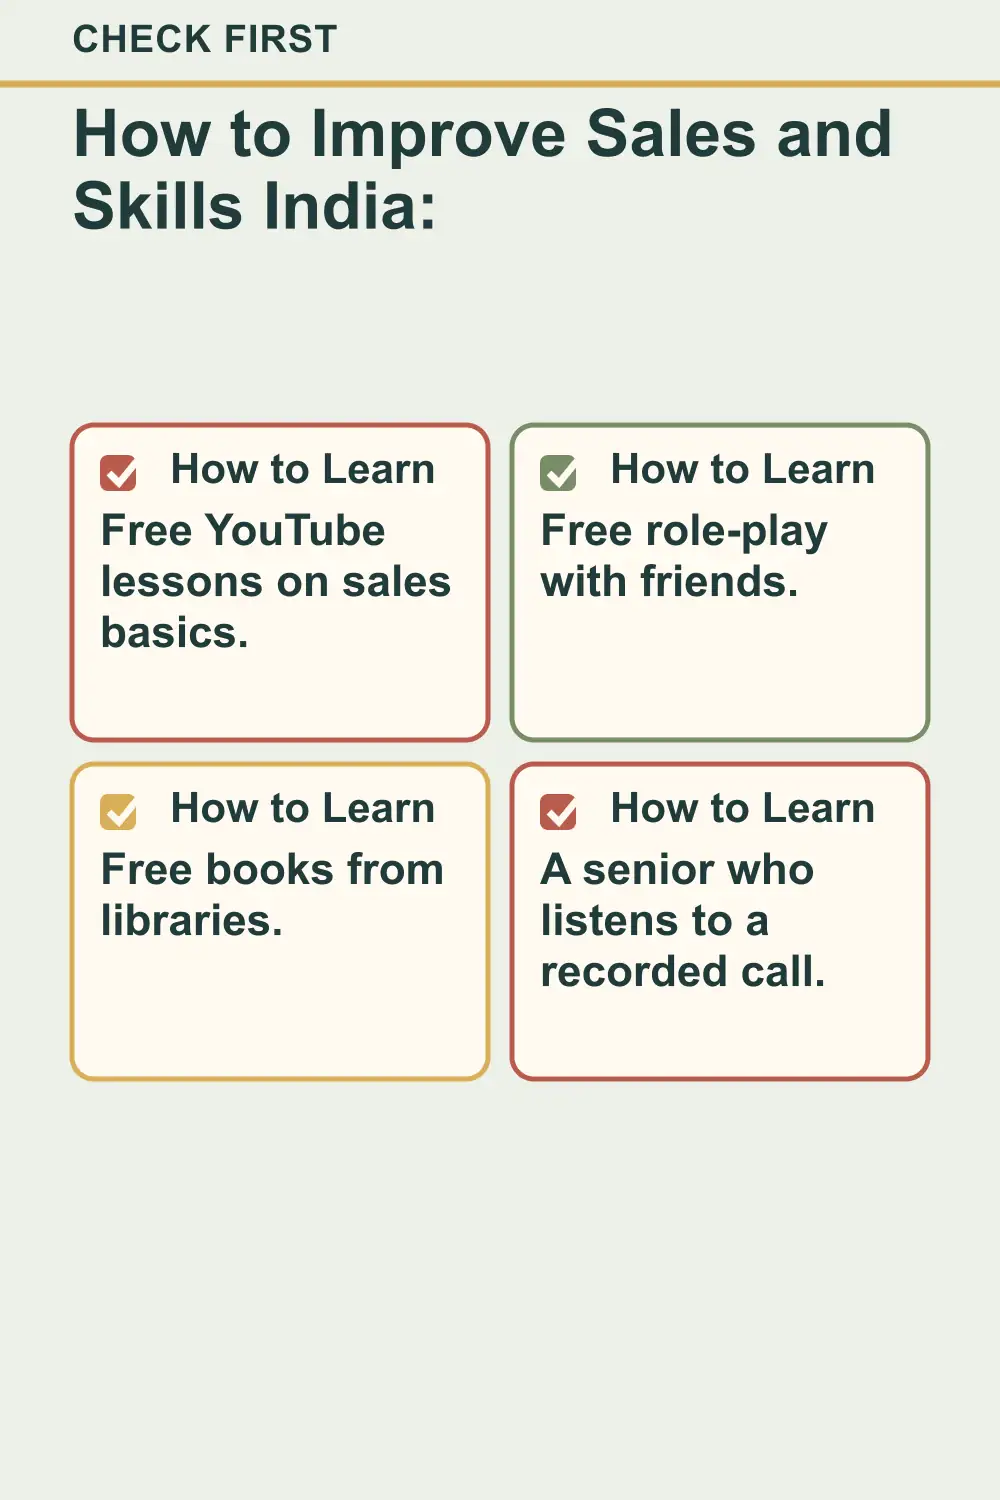 CHECK FIRST
How to Improve Sales and
Skills India:
How to Learn
Free YouTube
lessons on sales
basics.
How to Learn
Free role-play
with friends.
How to Learn
Free books from
libraries.
How to Learn
A senior who
listens to a
recorded call.